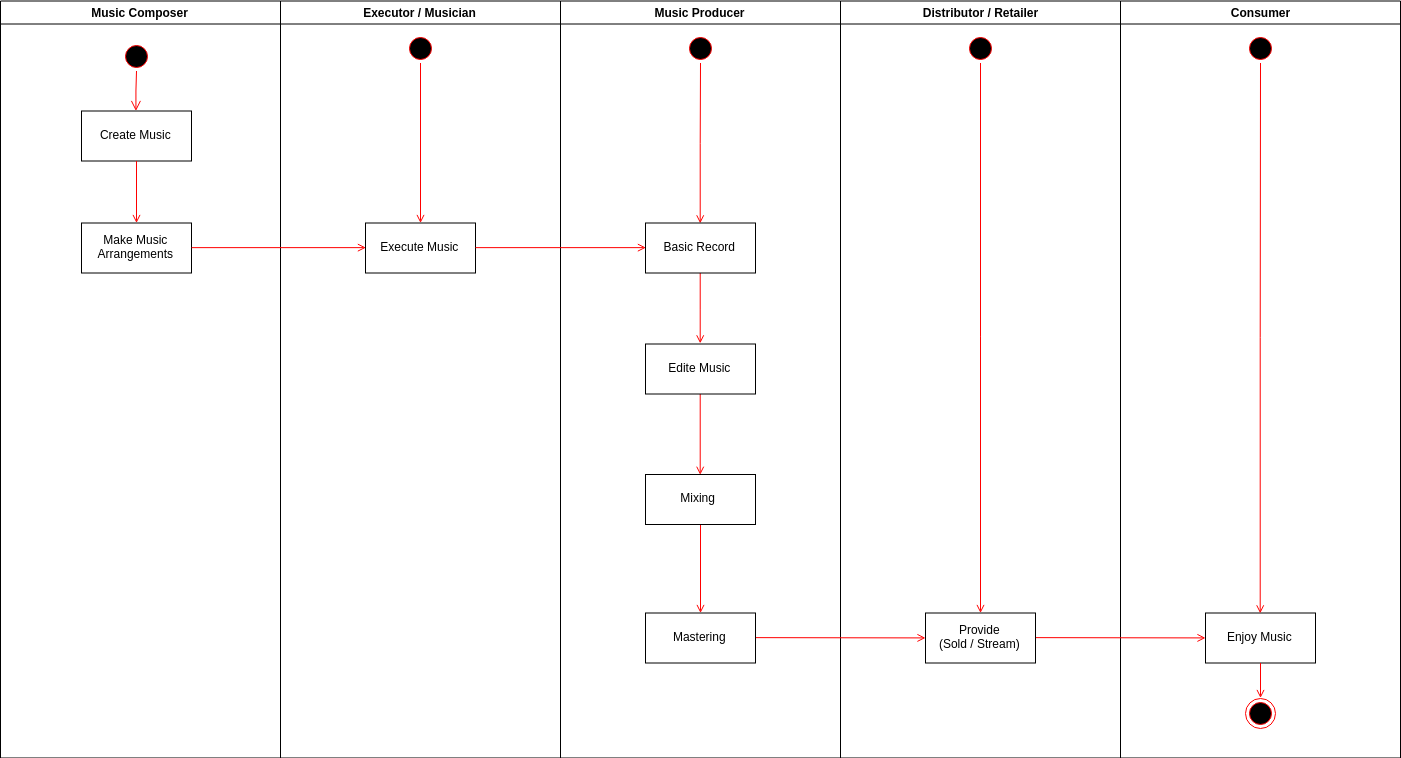 Music Composer
Executor / Musician
Music Producer
Distributor / Retailer
Consumer
Create Music
Make Music
Arrangements
Execute Music
Basic Record
Edite Music
Mixing
Mastering
Provide
(Sold / Stream)
Enjoy Music